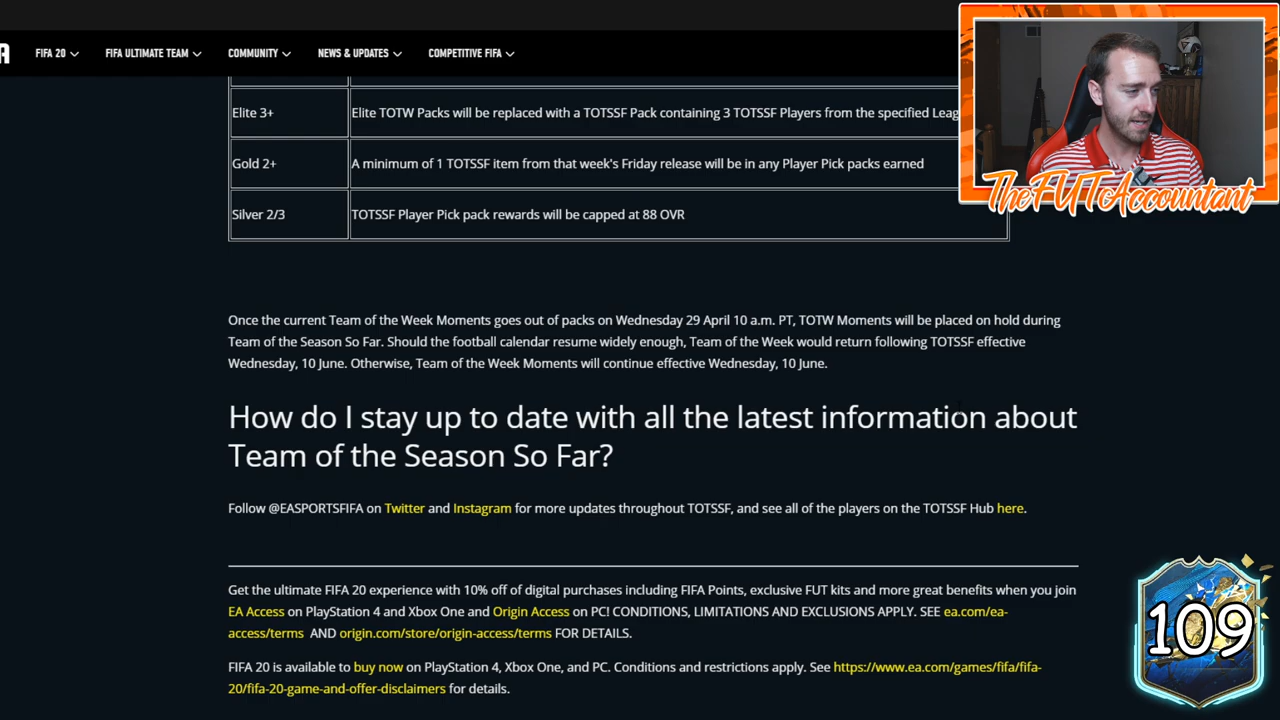 A FIFA 20 FIFA ULTIMATE TEAM COMMUNITY NEWS & UPDATES COMPETITIVE FIFA
Elite 3+ Elite TOTW Packs will be replaced with a TOTSSF Pack containing 3 TOTSSF Players from the specified Leag
Gold 2+ A minimum of 1 TOTSSF item from that week's Friday release will be in any Player Pick packs earned
TheFUTAccountant
Silver 2/3 TOTSSF Player Pick pack rewards will be capped at 88 OVR
Once the current Team of the Week Moments goes out of packs on Wednesday 29 April 10 a.m. PT, TOTW Moments will be placed on hold during
Team of the Season So Far. Should the football calendar resume widely enough, Team of the Week would return following TOTSSF effective
Wednesday, 10 June. Otherwise, Team of the Week Moments will continue effective Wednesday, 10 June.
How do I stay up to date with all the latest information about
Team of the Season So Far?
Follow @EASPORTSFIFA on Twitter and Instagram for more updates throughout TOTSSF, and see all of the players on the TOTSSF Hub here.
Get the ultimate FIFA 20 experience with 10% off of digital purchases including FIFA Points, exclusive FUT kits and more great benefits when you join
EA Access on PlayStation 4 and Xbox One and Origin Access on PC! CONDITIONS, LIMITATIONS AND EXCLUSIONS APPLY. SEE ea.com/ea-
access/terms AND origin.com/store/origin-access/terms FOR DETAILS.
109
FIFA 20 is available to buy now on PlayStation 4, Xbox One, and PC. Conditions and restrictions apply. See https://www.ea.com/games/fifa/fifa-
20/fifa-20-game-and-offer-disclaimers for details.